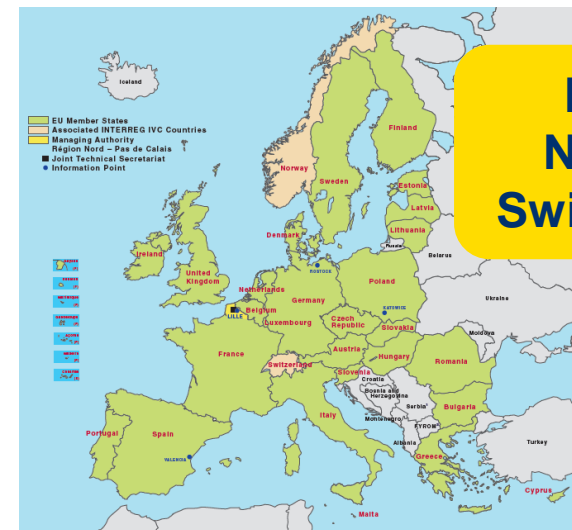 Iceland
EU Member States
Associated INTERREG IVC Countries
Managing Authority
Région Nord – Pas de Calais
Joint Technical Secretariat
Information Point
N
Swi
Finland
Norway
Sweden
Estonia
Latvia
Denmark
Lithuania
Russia
Belarus
Ireland
United
Kingdom
ROSTOCK
Netherlands
Poland
Germany
KATOWICE
Ukraine
Belgium
LILLE
Luxembourg
Czech
Republic
Slovakia
Moldova
France
Austria
Hungary
Switzerland
Romania
Slovenia
Croatia
Bosnia and
Herzegovina
Serbia*
Italy
Montenegro
Bulgaria
FYROM*
Portugal
Spain
Albania
Turkey
VALENCIA
Greece
Cyprus
Malta